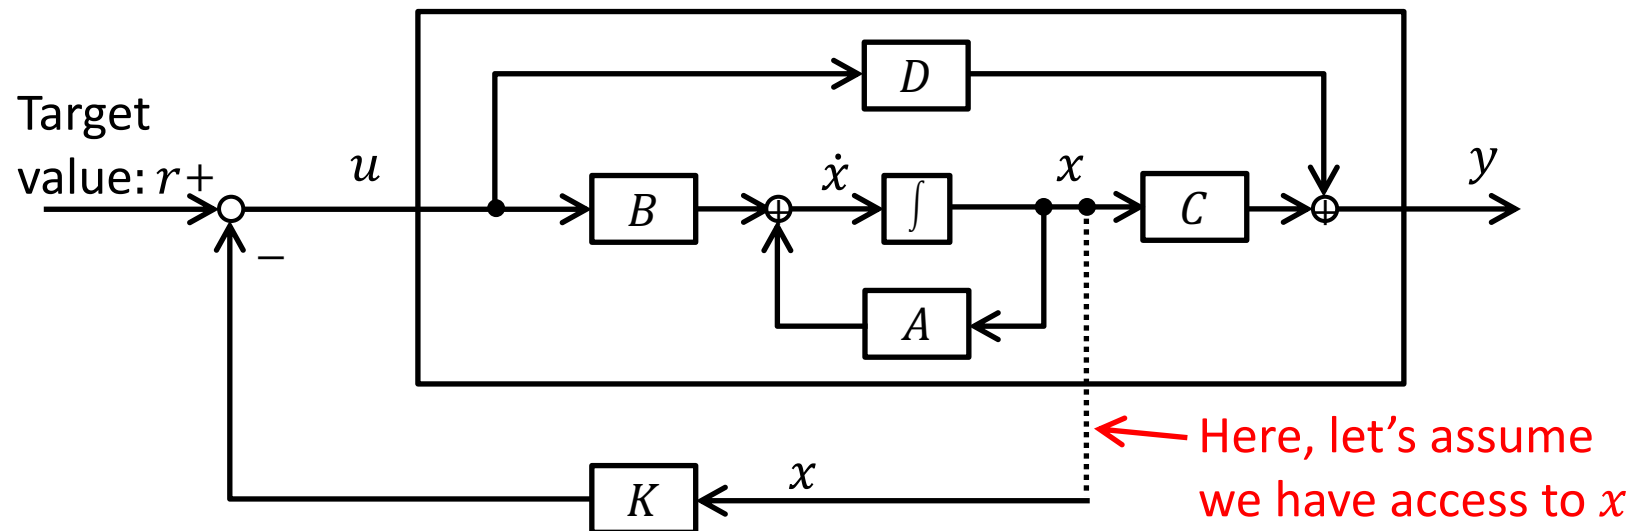 D
Target
value: r +
u
ẋ
x
y
B
∫
C
A
−
Here, let's assume
we have access to x
x
K